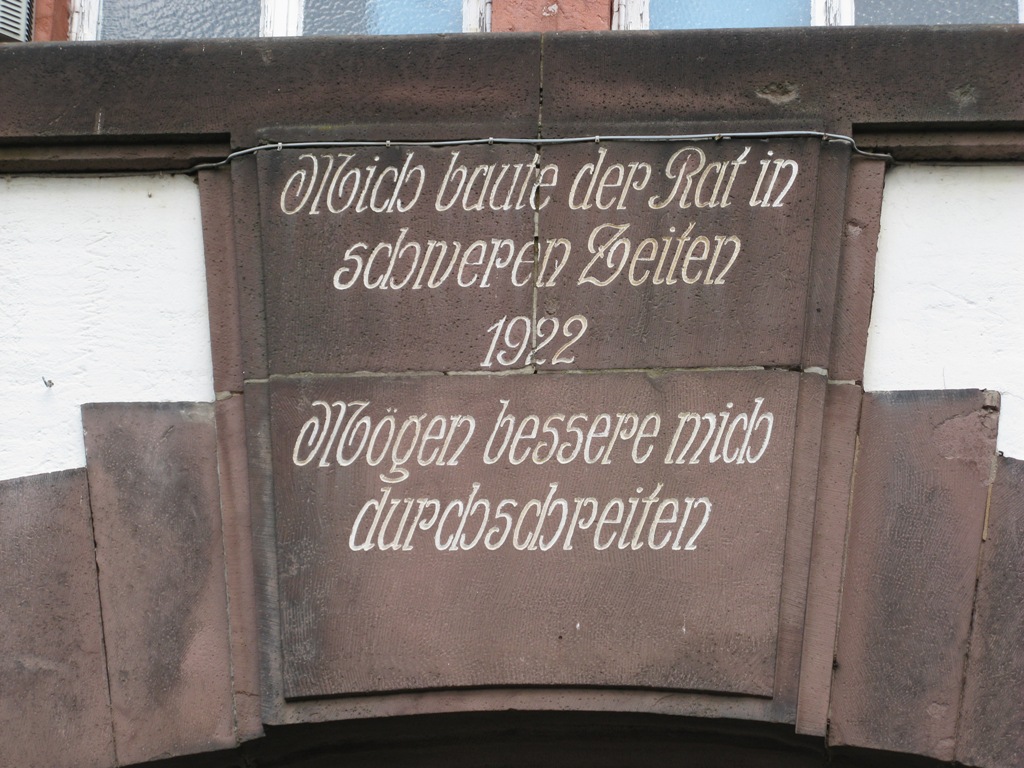 Mich baute der Rat in
schweren Zeiten
1922
Mögen bessere mich
durchschreiten